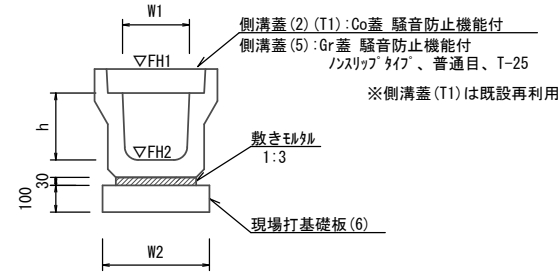 W1
側溝蓋(2)(T1):Co蓋 騒音防止機能付
側溝蓋(5):Gr蓋 騒音防止機能付
ﾉﾝｽﾘｯﾌﾟﾀｲﾌﾟ、普通目、T-25
※側溝蓋(T1)は既設再利用
▽FH1
h
▽FH2
敷きﾓﾙﾀﾙ
1:3
30
100
現場打基礎板(6)
W2